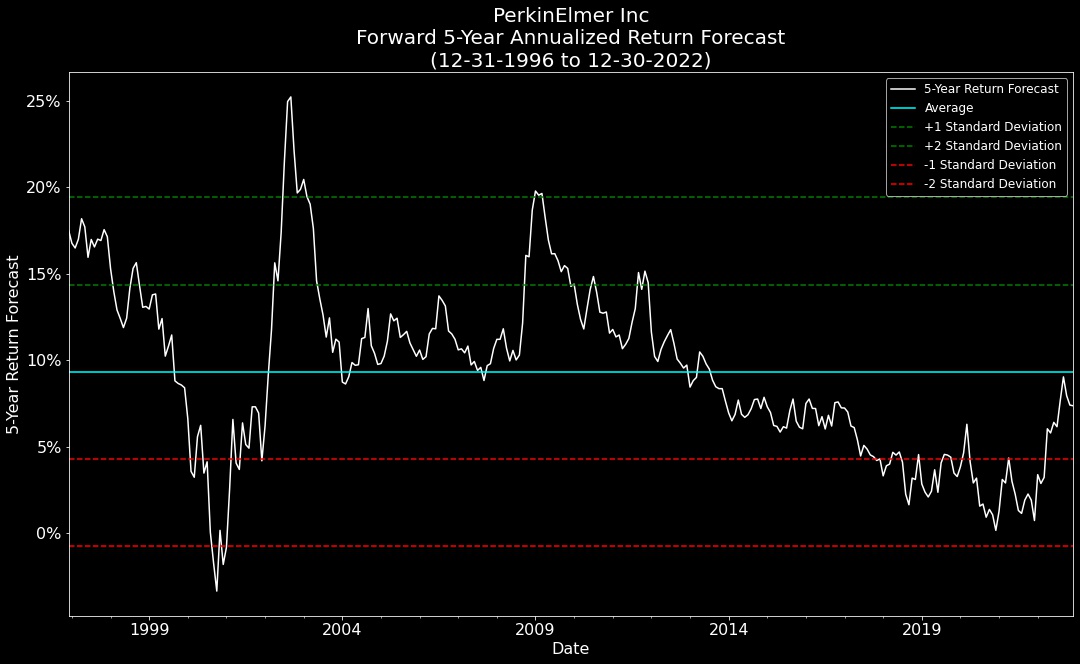 PerkinElmer Inc
Forward 5-Year Annualized Return Forecast
(12-31-1996 to 12-30-2022)
5-Year Return Forecast
Average
+1 Standard Deviation
+2 Standard Deviation
-1 Standard Deviation
-2 Standard Deviation
25%
20%
15%
10%
5%
0%
5-Year Return Forecast
1999
2004
2009
2014
2019
Date